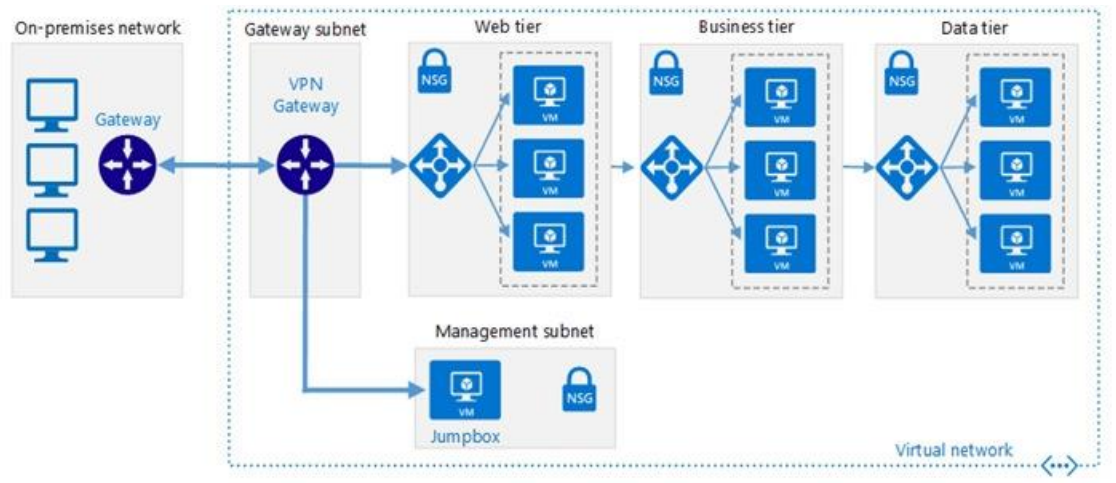 On-premises network
Gateway subnet
Web tier
Business tier
Data tier
Gateway
VPN
Gateway
NSG
VM
VM
VM
NSG
VM
VM
VM
NSG
VM
VM
VM
Management subnet
VM
Jumpbox
NSG
Virtual network